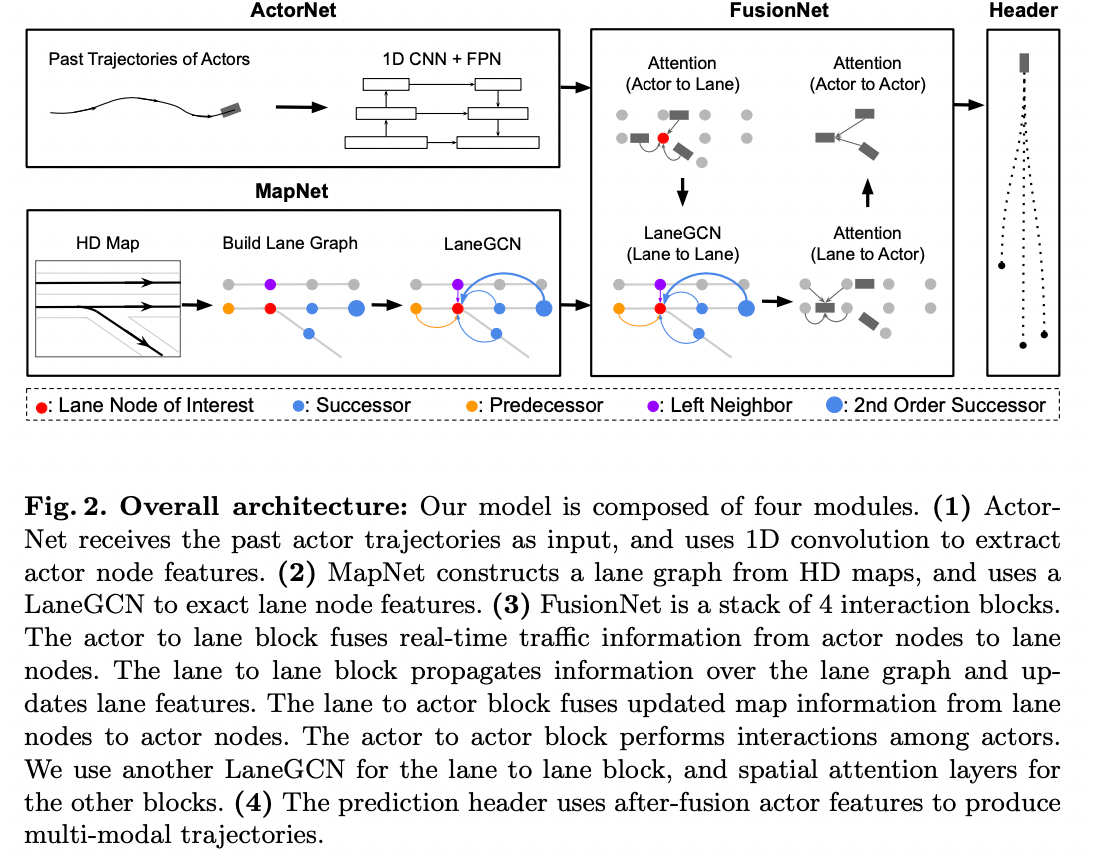 ActorNet
FusionNet
Header
Past Trajectories of Actors
1D CNN + FPN
MapNet
HD Map
Build Lane Graph
LaneGCN
Attention
(Actor to Lane)
Attention
(Actor to Actor)
LaneGCN
(Lane to Lane)
Attention
(Lane to Actor)
: Lane Node of Interest
: Successor
: Predecessor
: Left Neighbor
: 2nd Order Successor
Fig. 2. Overall architecture: Our model is composed of four modules. (1) Actor-
Net receives the past actor trajectories as input, and uses 1D convolution to extract
actor node features. (2) MapNet constructs a lane graph from HD maps, and uses a
LaneGCN to exact lane node features. (3) FusionNet is a stack of 4 interaction blocks.
The actor to lane block fuses real-time traffic information from actor nodes to lane
nodes. The lane to lane block propagates information over the lane graph and up-
dates lane features. The lane to actor block fuses updated map information from lane
nodes to actor nodes. The actor to actor block performs interactions among actors.
We use another LaneGCN for the lane to lane block, and spatial attention layers for
the other blocks. (4) The prediction header uses after-fusion actor features to produce
multi-modal trajectories.